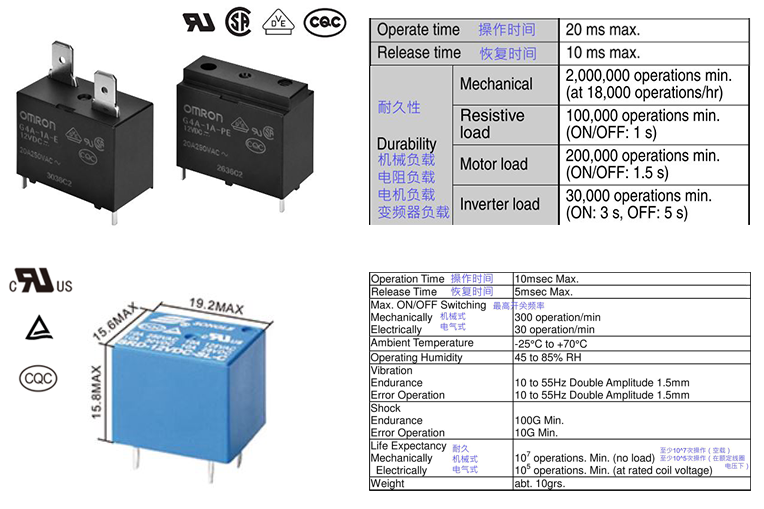 RU
SA
VDE
CQC
OMRON
G4A-1A-E
12VDC
20A250VAC~
3030C2
OMRON
G4A-1A-PE
12VDC
20A250VAC~
2630C2
Operate time 操作时间 20 ms max.
Release time 恢复时间 10 ms max.
耐久性
Durability
机械负载
电阻负载
电机负载
变频器负载
Mechanical 2,000,000 operations min.
(at 18,000 operations/hr)
Resistive 100,000 operations min.
load (ON/OFF: 1 s)
Motor load 200,000 operations min.
(ON/OFF: 1.5 s)
Inverter load 30,000 operations min.
(ON: 3 s, OFF: 5 s)
c RU US
CQC
19.2MAX
15.6MAX
15.8MAX
SONGLE
SRD-12VDC-SL-C
Operation Time 操作时间 10msec Max.
Release Time 恢复时间 5msec Max.
Max. ON/OFF Switching 最高开关频率
Mechanically 机械式 300 operation/min
Electrically 电气式 30 operation/min
Ambient Temperature -25°C to +70°C
Operating Humidity 45 to 85% RH
Vibration
Endurance 10 to 55Hz Double Amplitude 1.5mm
Error Operation 10 to 55Hz Double Amplitude 1.5mm
Shock
Endurance 100G Min.
Error Operation 10G Min.
Life Expectancy 耐久
Mechanically 机械式 10⁷ operations. Min. (no load) 至少10^7次操作（空载）
Electrically 电气式 10⁵ operations. Min. (at rated coil voltage) 至少10^5次操作（在额定线圈电压下）
Weight abt. 10grs.